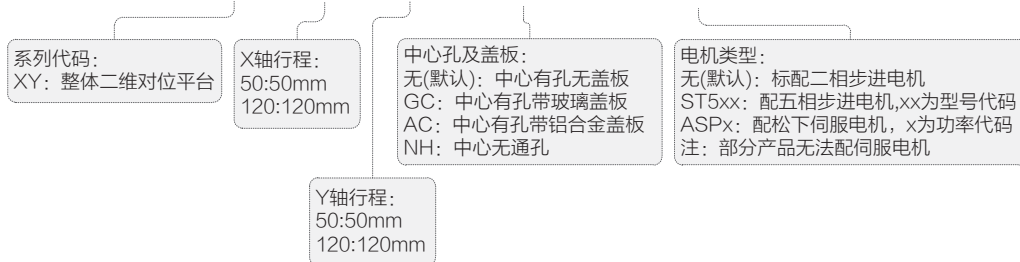 系列代码：
XY：整体二维对位平台
X轴行程：
50:50mm
120:120mm
中心孔及盖板：
无(默认)：中心有孔无盖板
GC：中心有孔带玻璃盖板
AC：中心有孔带铝合金盖板
NH：中心无通孔
电机类型：
无(默认)：标配二相步进电机
ST5xx：配五相步进电机,xx为型号代码
ASPx：配松下伺服电机，x为功率代码
注：部分产品无法配伺服电机
Y轴行程：
50:50mm
120:120mm